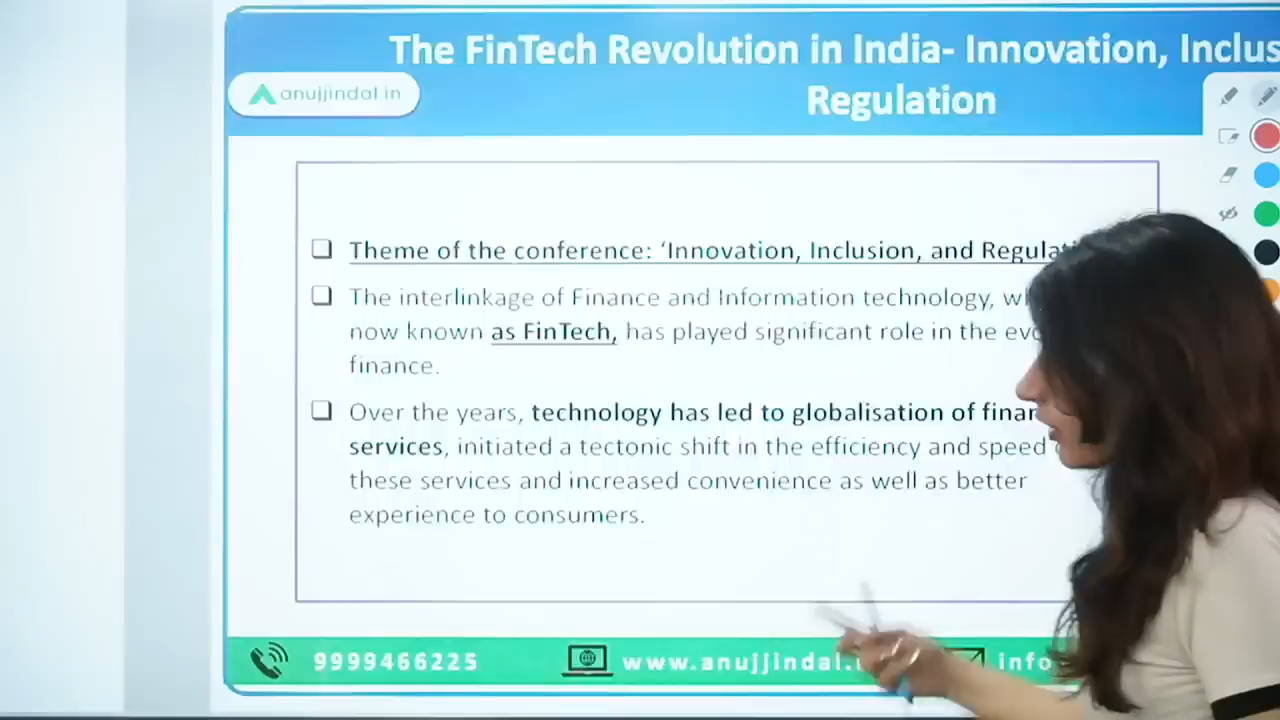 The FinTech Revolution in India- Innovation, Inclus
Regulation
anujjindal in
Theme of the conference: ‘Innovation, Inclusion, and Regulati
The interlinkage of Finance and Information technology,
now known as FinTech, has played significant role in the evo
finance.
Over the years, technology has led to globalisation of finan
services, initiated a tectonic shift in the efficiency and speed
these services and increased convenience as well as better
experience to consumers.
9999466225
www.anujjindal.
info